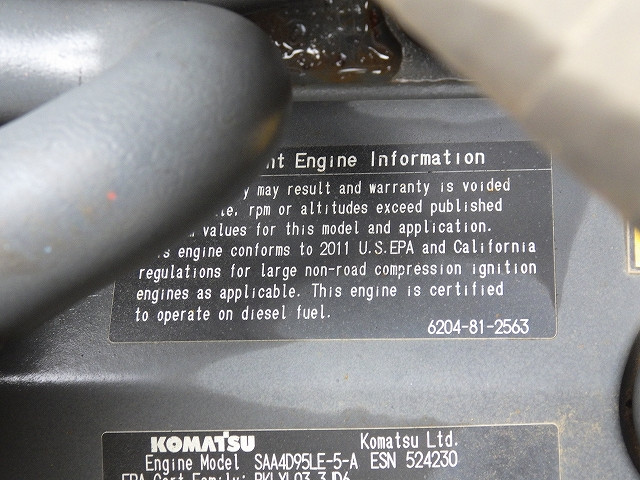 nt Engine Information
y may result and warranty is voided
rpm or altitudes exceed published
values for this model and application.
engine conforms to 2011 U.S.EPA and California
regulations for large non-road compression ignition
engines as applicable. This engine is certified
to operate on diesel fuel.
6204-81-2563
KOMATSU Komatsu Ltd.
Engine Model SAA4D95LE-5-A ESN 524230
EPA Cert Family: